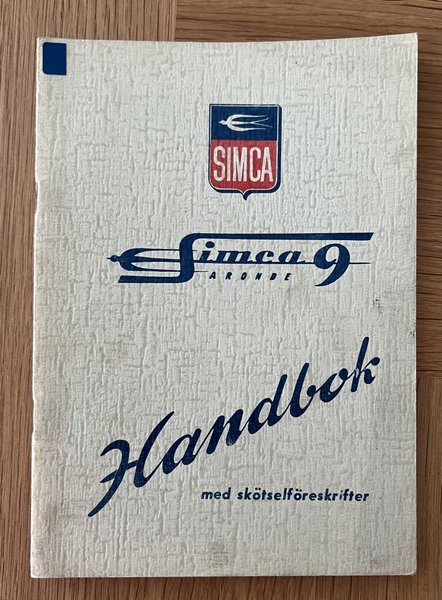 SIMCA
Simca 9
ARONDE
Handbok
med skötselföreskrifter